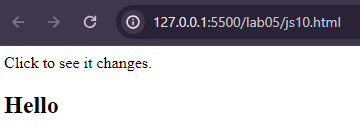 127.0.0.1:5500/lab05/js10.html
Click to see it changes.
Hello